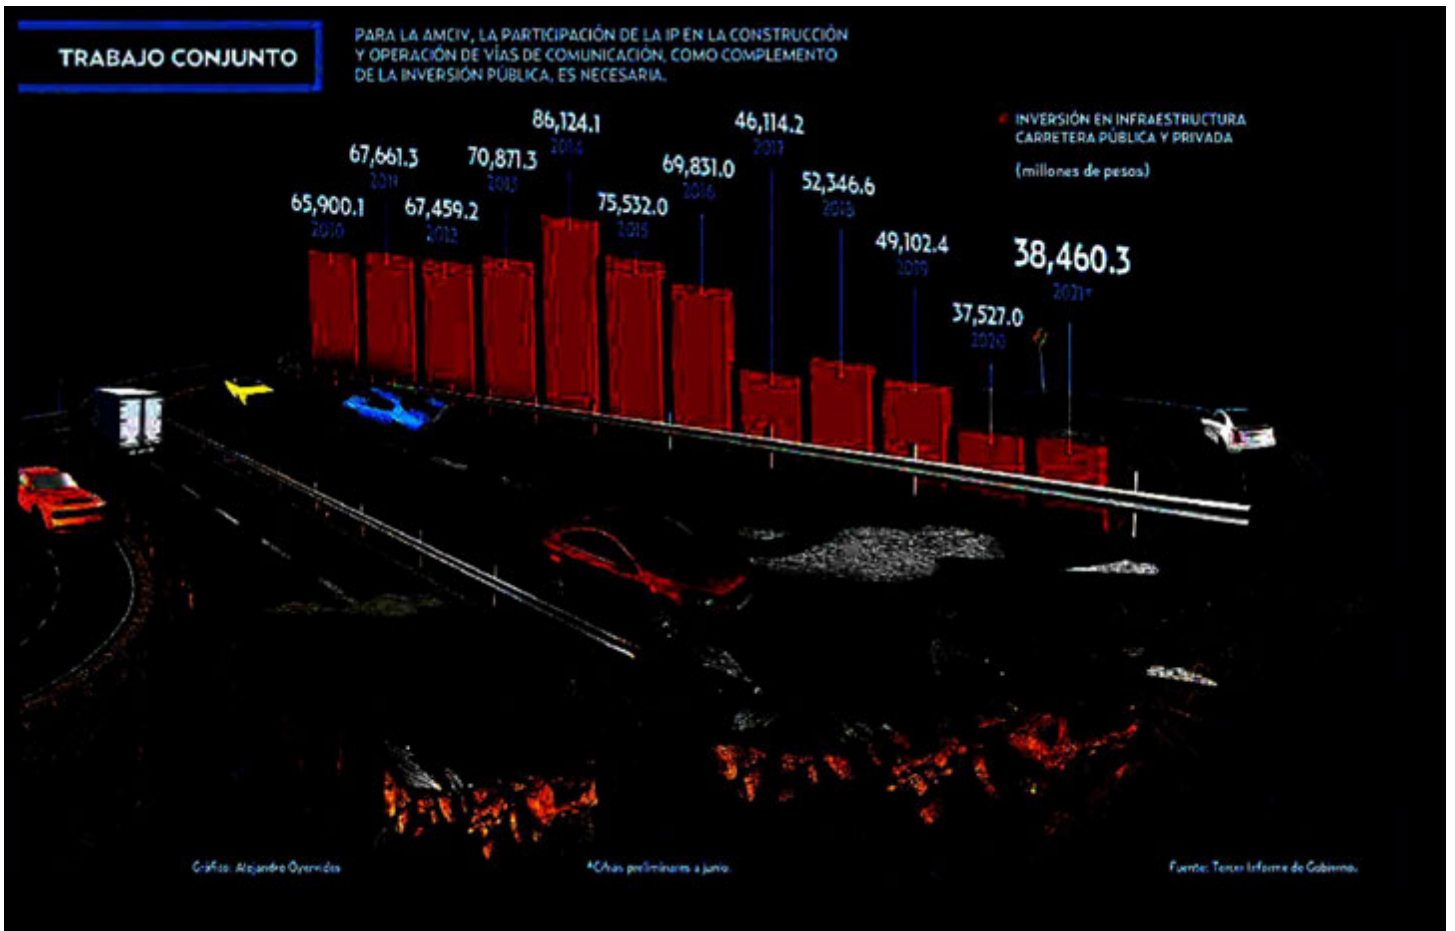 TRABAJO CONJUNTO
PARA LA AMCIV, LA PARTICIPACIÓN DE LA IP EN LA CONSTRUCCIÓN
Y OPERACIÓN DE VÍAS DE COMUNICACIÓN, COMO COMPLEMENTO
DE LA INVERSIÓN PÚBLICA, ES NECESARIA.
INVERSIÓN EN INFRAESTRUCTURA
CARRETERA PÚBLICA Y PRIVADA
(millones de pesos)
65,900.1
2010
67,661.3
2011
67,459.2
2012
70,871.3
2013
86,124.1
2014
75,532.0
2015
69,831.0
2016
46,114.2
2017
52,346.6
2018
49,102.4
2019
37,527.0
2020
38,460.3
2021*
Gráfico: Alejandro Oyervides
*Cifras preliminares a junio.
Fuente: Tercer Informe de Gobierno.